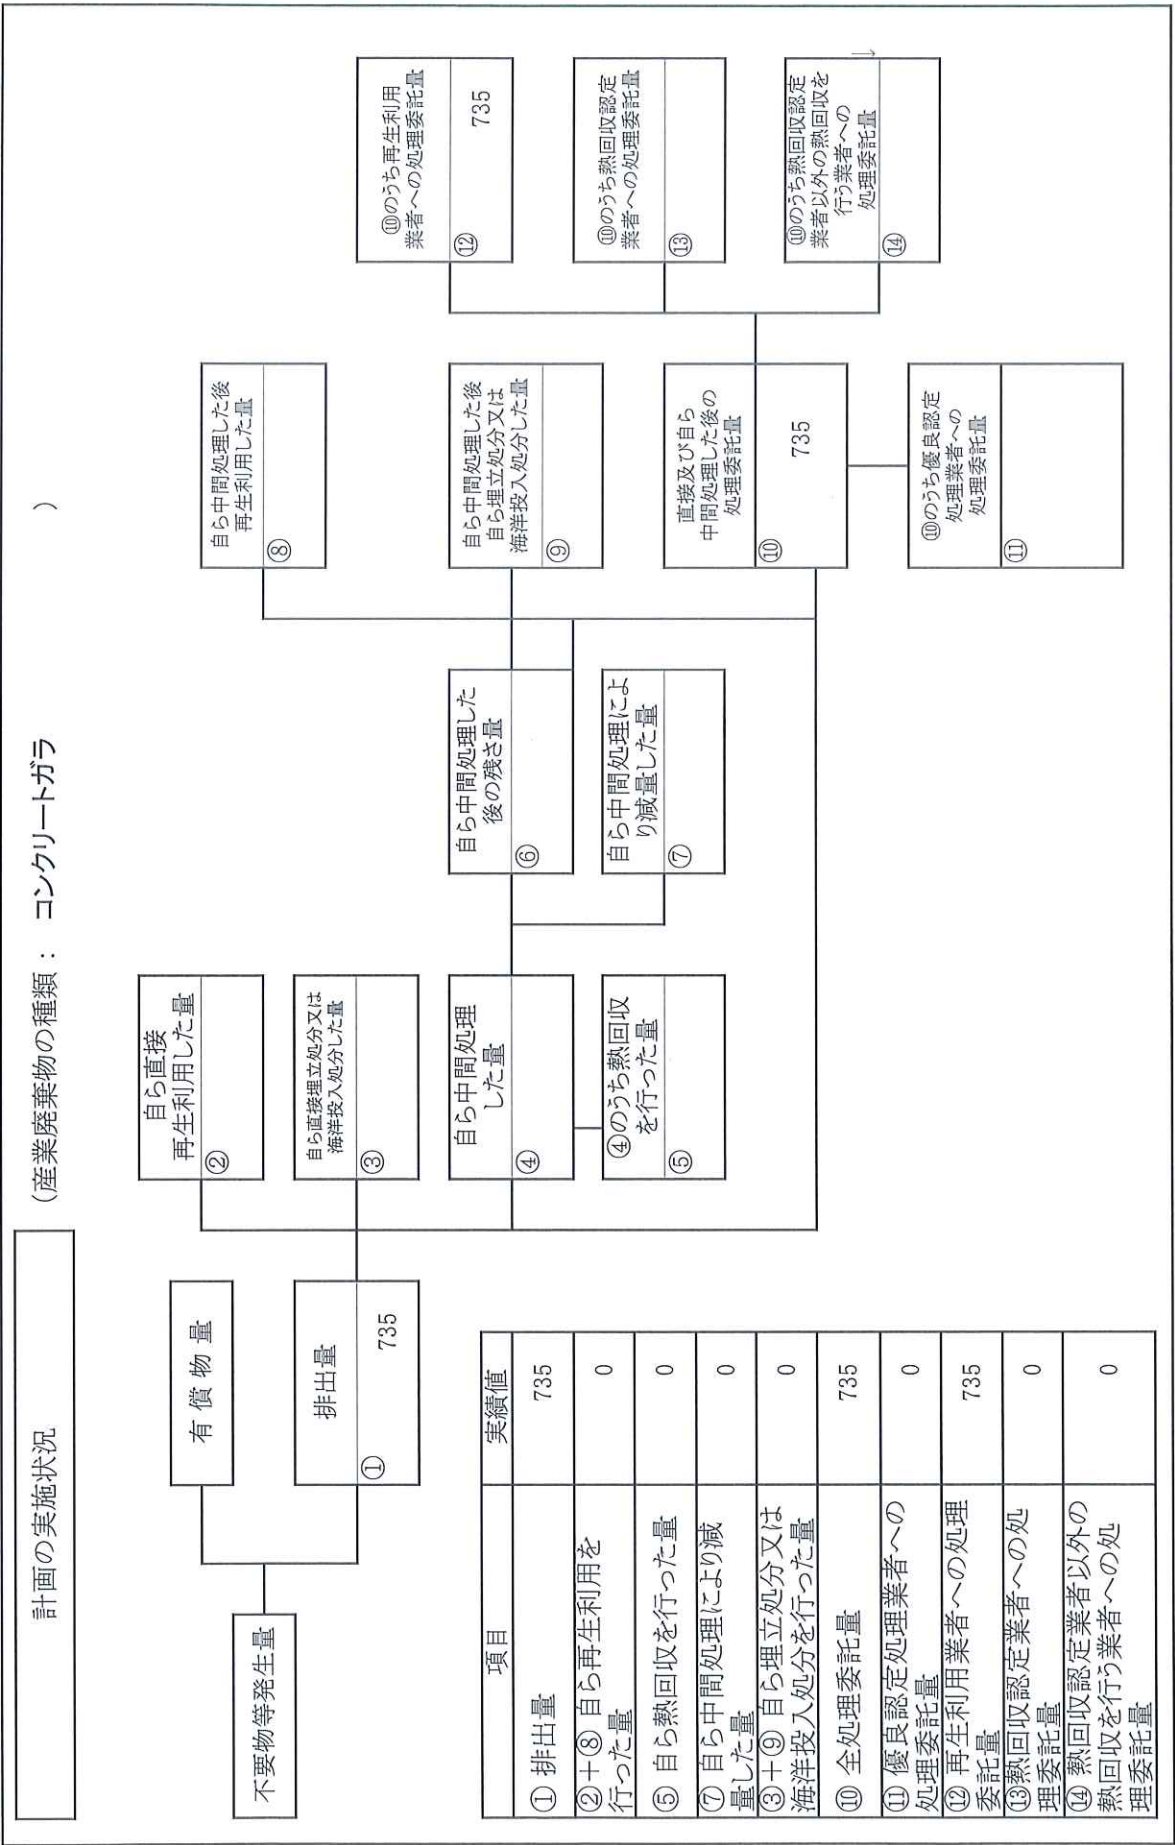 計画の実施状況
(産業廃棄物の種類： コンクリートガラ )
不要物等発生量
有 償 物 量
排出量
①
735
自ら直接
再生利用した量
②
自ら直接埋立処分又は
海洋投入処分した量
③
自ら中間処理
した量
④
④のうち熱回収
を行った量
⑤
自ら中間処理した
後の残さ量
⑥
自ら中間処理によ
り減量した量
⑦
自ら中間処理した後
再生利用した量
⑧
自ら中間処理した後
自ら埋立処分又は
海洋投入処分した量
⑨
直接及び自ら
中間処理した後の
処理委託量
⑩
735
⑩のうち優良認定
処理業者への
処理委託量
⑪
⑩のうち再生利用
業者への処理委託量
⑫
735
⑩のうち熱回収認定
業者への処理委託量
⑬
⑩のうち熱回収認定
業者以外の熱回収を
行う業者への
処理委託量
⑭
項目 実績値
① 排出量 735
②＋⑧ 自ら再生利用を
行った量 0
⑤ 自ら熱回収を行った量 0
⑦ 自ら中間処理により減
量した量 0
③＋⑨ 自ら埋立処分又は
海洋投入処分を行った量 0
⑩ 全処理委託量 735
⑪ 優良認定処理業者への
処理委託量 0
⑫ 再生利用業者への処理
委託量 735
⑬熱回収認定業者への処
理委託量 0
⑭ 熱回収認定業者以外の
熱回収を行う業者への処
理委託量 0